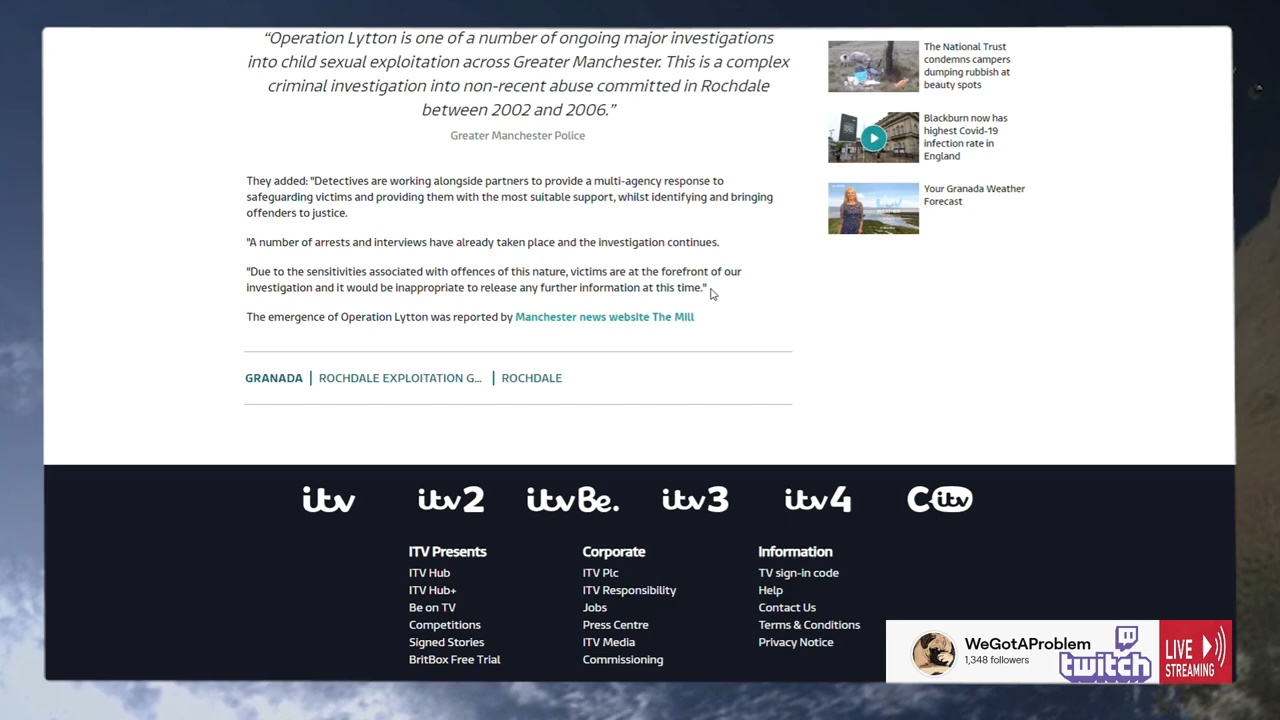 “Operation Lytton is one of a number of ongoing major investigations
into child sexual exploitation across Greater Manchester. This is a complex
criminal investigation into non-recent abuse committed in Rochdale
between 2002 and 2006.”
Greater Manchester Police
They added: "Detectives are working alongside partners to provide a multi-agency response to
safeguarding victims and providing them with the most suitable support, whilst identifying and bringing
offenders to justice.
"A number of arrests and interviews have already taken place and the investigation continues.
"Due to the sensitivities associated with offences of this nature, victims are at the forefront of our
investigation and it would be inappropriate to release any further information at this time."
The emergence of Operation Lytton was reported by Manchester news website The Mill
GRANADA | ROCHDALE EXPLOITATION G... | ROCHDALE
The National Trust
condemns campers
dumping rubbish at
beauty spots
Blackburn now has
highest Covid-19
infection rate in
England
Your Granada Weather
Forecast
itv itv2 itvBe. itv3 itv4 Citv
ITV Presents
ITV Hub
ITV Hub+
Be on TV
Competitions
Signed Stories
BritBox Free Trial
Corporate
ITV Plc
ITV Responsibility
Jobs
Press Centre
ITV Media
Commissioning
Information
TV sign-in code
Help
Contact Us
Terms & Conditions
Privacy Notice
WeGotAProblem
1,348 followers
twitch
LIVE
STREAMING